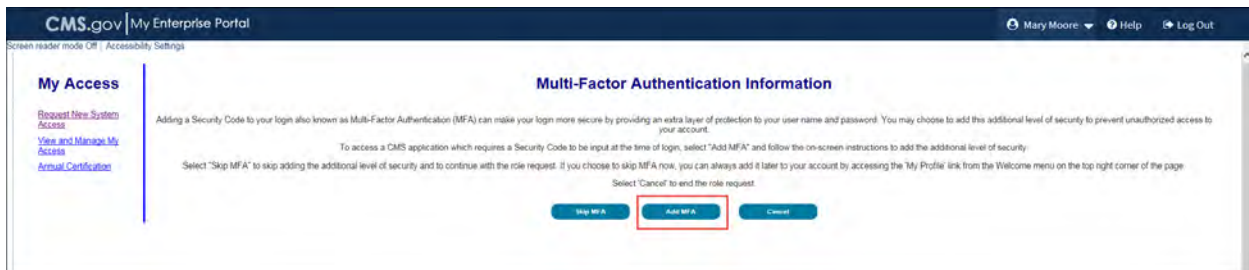 CMS.gov My Enterprise Portal
Mary Moore Help Log Out
Screen reader mode Off | Accessibility Settings
My Access
Request New System
Access
View and Manage My
Access
Annual Certification
Multi-Factor Authentication Information
Adding a Security Code to your login also known as Multi-Factor Authentication (MFA) can make your login more secure by providing an extra layer of protection to your user name and password. You may choose to add this additional level of security to prevent unauthorized access to
your account.
To access a CMS application which requires a Security Code to be input at the time of login, select "Add MFA" and follow the on-screen instructions to add the additional level of security.
Select "Skip MFA" to skip adding the additional level of security and to continue with the role request. If you choose to skip MFA now, you can always add it later to your account by accessing the 'My Profile' link from the Welcome menu on the top right corner of the page.
Select 'Cancel' to end the role request.
Skip MFA Add MFA Cancel